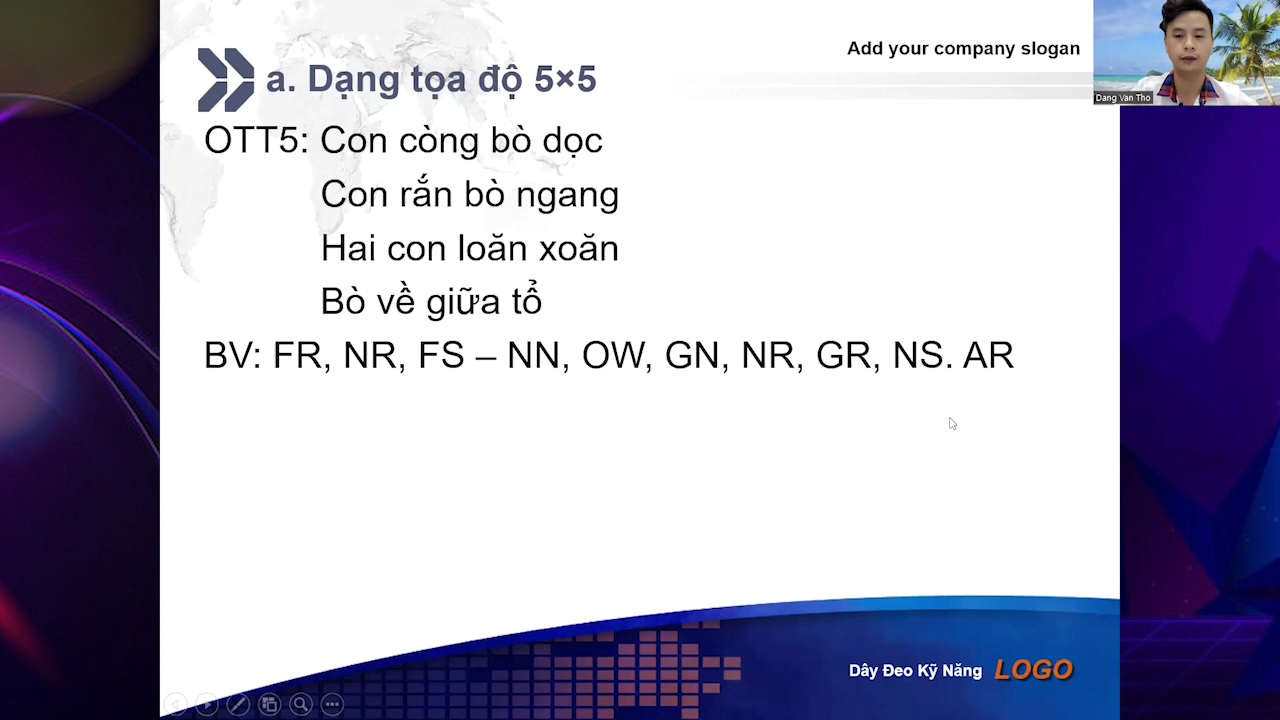 Add your company slogan
Dang Van Tho
a. Dạng tọa độ 5×5
OTT5: Con còng bò dọc
Con rắn bò ngang
Hai con loăn xoăn
Bò về giữa tổ
BV: FR, NR, FS – NN, OW, GN, NR, GR, NS. AR
Dây Đeo Kỹ Năng LOGO